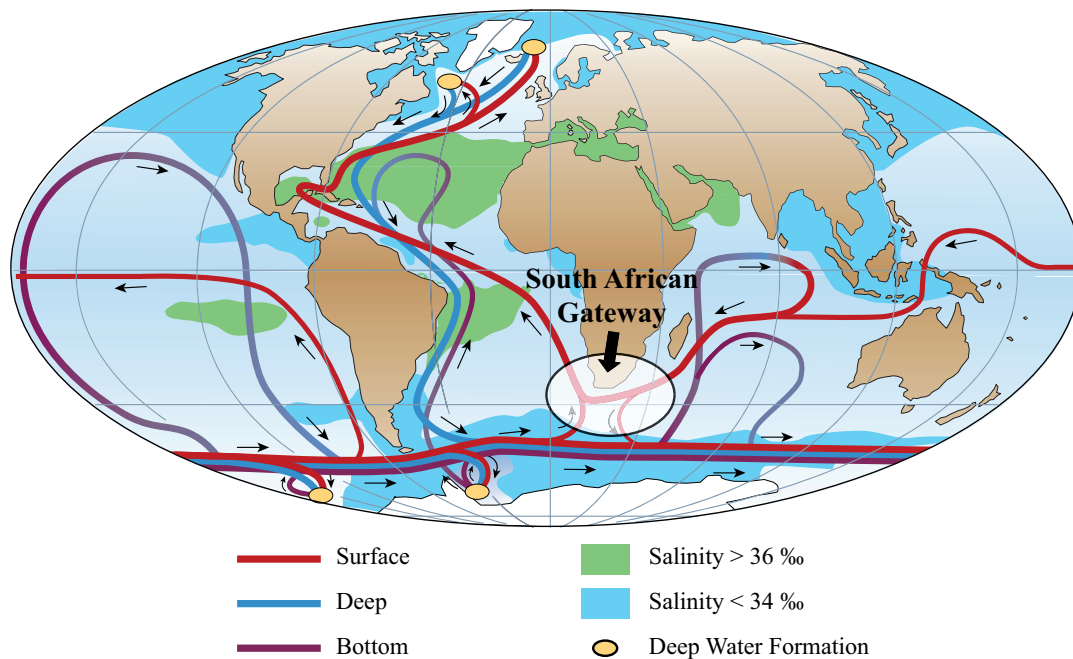 South African
Gateway
Surface
Salinity > 36 ‰
Deep
Salinity < 34 ‰
Bottom
Deep Water Formation